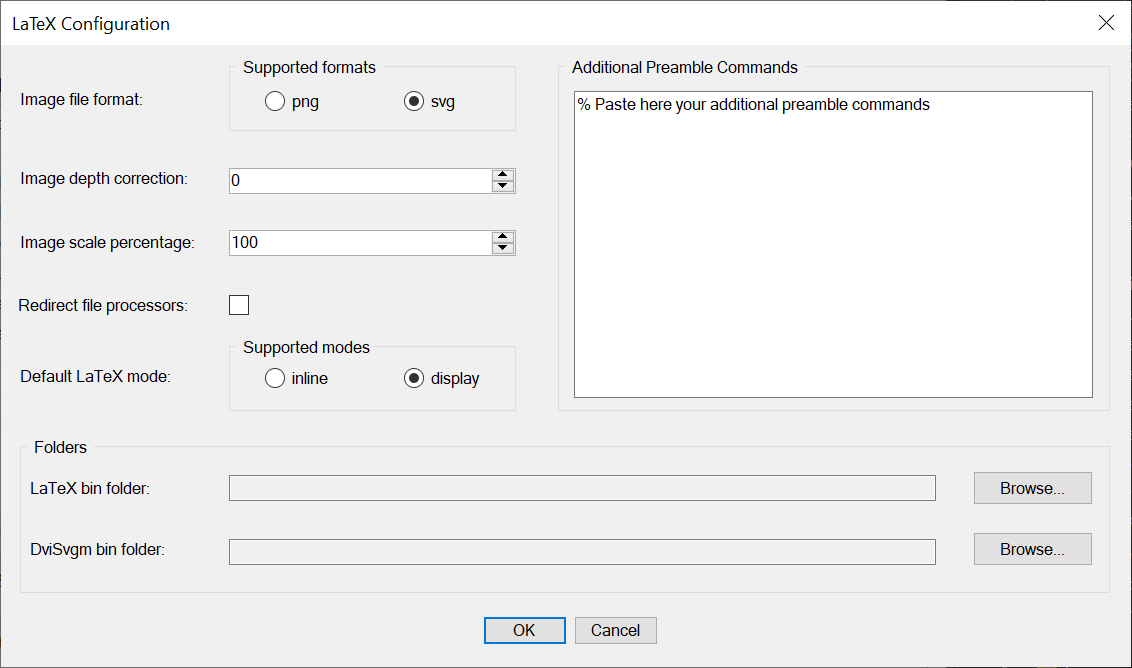 LaTeX Configuration
Supported formats
Image file format:
png
svg
Image depth correction:
0
Image scale percentage:
100
Redirect file processors:
Supported modes
Default LaTeX mode:
inline
display
Additional Preamble Commands
% Paste here your additional preamble commands
Folders
LaTeX bin folder:
Browse...
DviSvgm bin folder:
Browse...
OK
Cancel